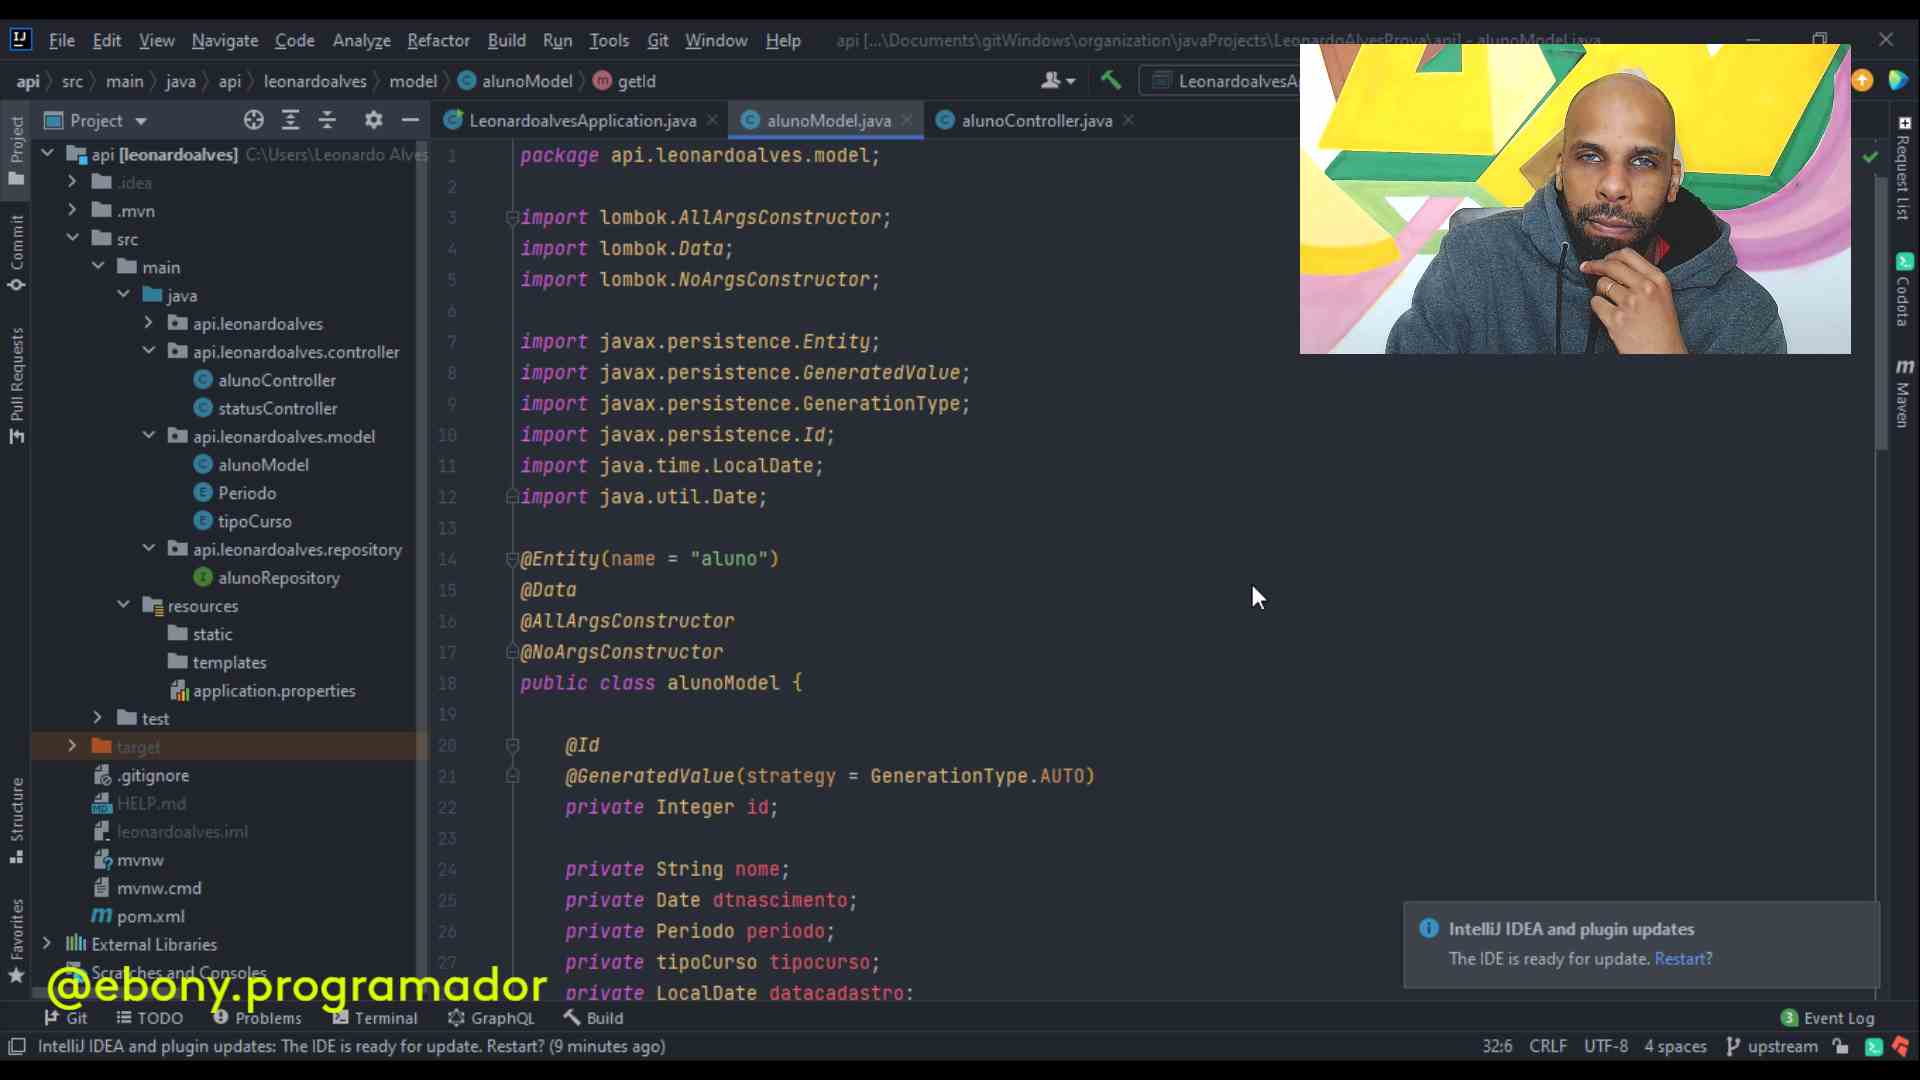 File Edit View Navigate Code Analyze Refactor Build Run Tools Git Window Help api [...\Documents\gitWindows\organization\javaProjects\LeonardoAlvesProva\api] - alunoModel.java
api src main java api leonardoalves model alunoModel getId LeonardoalvesA
Project
LeonardoalvesApplication.java alunoModel.java alunoController.java
Project
Commit
Pull Requests
Structure
Favorites
api [leonardoalves] C:\Users\Leonardo Alves
.idea
.mvn
src
main
java
api.leonardoalves
api.leonardoalves.controller
alunoController
statusController
api.leonardoalves.model
alunoModel
Periodo
tipoCurso
api.leonardoalves.repository
alunoRepository
resources
static
templates
application.properties
test
target
.gitignore
HELP.md
leonardoalves.iml
mvnw
mvnw.cmd
pom.xml
External Libraries
Scratches and Consoles
@ebony.programador
1 package api.leonardoalves.model;
2
3 import lombok.AllArgsConstructor;
4 import lombok.Data;
5 import lombok.NoArgsConstructor;
6
7 import javax.persistence.Entity;
8 import javax.persistence.GeneratedValue;
9 import javax.persistence.GenerationType;
10 import javax.persistence.Id;
11 import java.time.LocalDate;
12 import java.util.Date;
13
14 @Entity(name = "aluno")
15 @Data
16 @AllArgsConstructor
17 @NoArgsConstructor
18 public class alunoModel {
19
20 @Id
21 @GeneratedValue(strategy = GenerationType.AUTO)
22 private Integer id;
23
24 private String nome;
25 private Date dtnascimento;
26 private Periodo periodo;
27 private tipoCurso tipocurso;
private LocalDate datacadastro;
Request List
Codota
Maven
IntelliJ IDEA and plugin updates
The IDE is ready for update. Restart?
Git TODO Problems Terminal GraphQL Build 3 Event Log
IntelliJ IDEA and plugin updates: The IDE is ready for update. Restart? (9 minutes ago) 32:6 CRLF UTF-8 4 spaces upstream